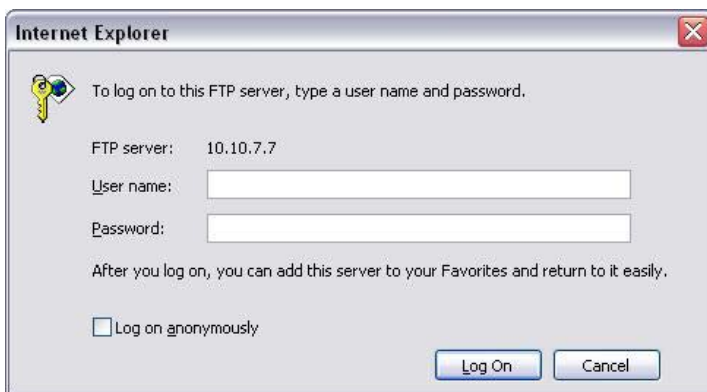 Internet Explorer
To log on to this FTP server, type a user name and password.
FTP server: 10.10.7.7
User name:
Password:
After you log on, you can add this server to your Favorites and return to it easily.
Log on anonymously
Log On Cancel